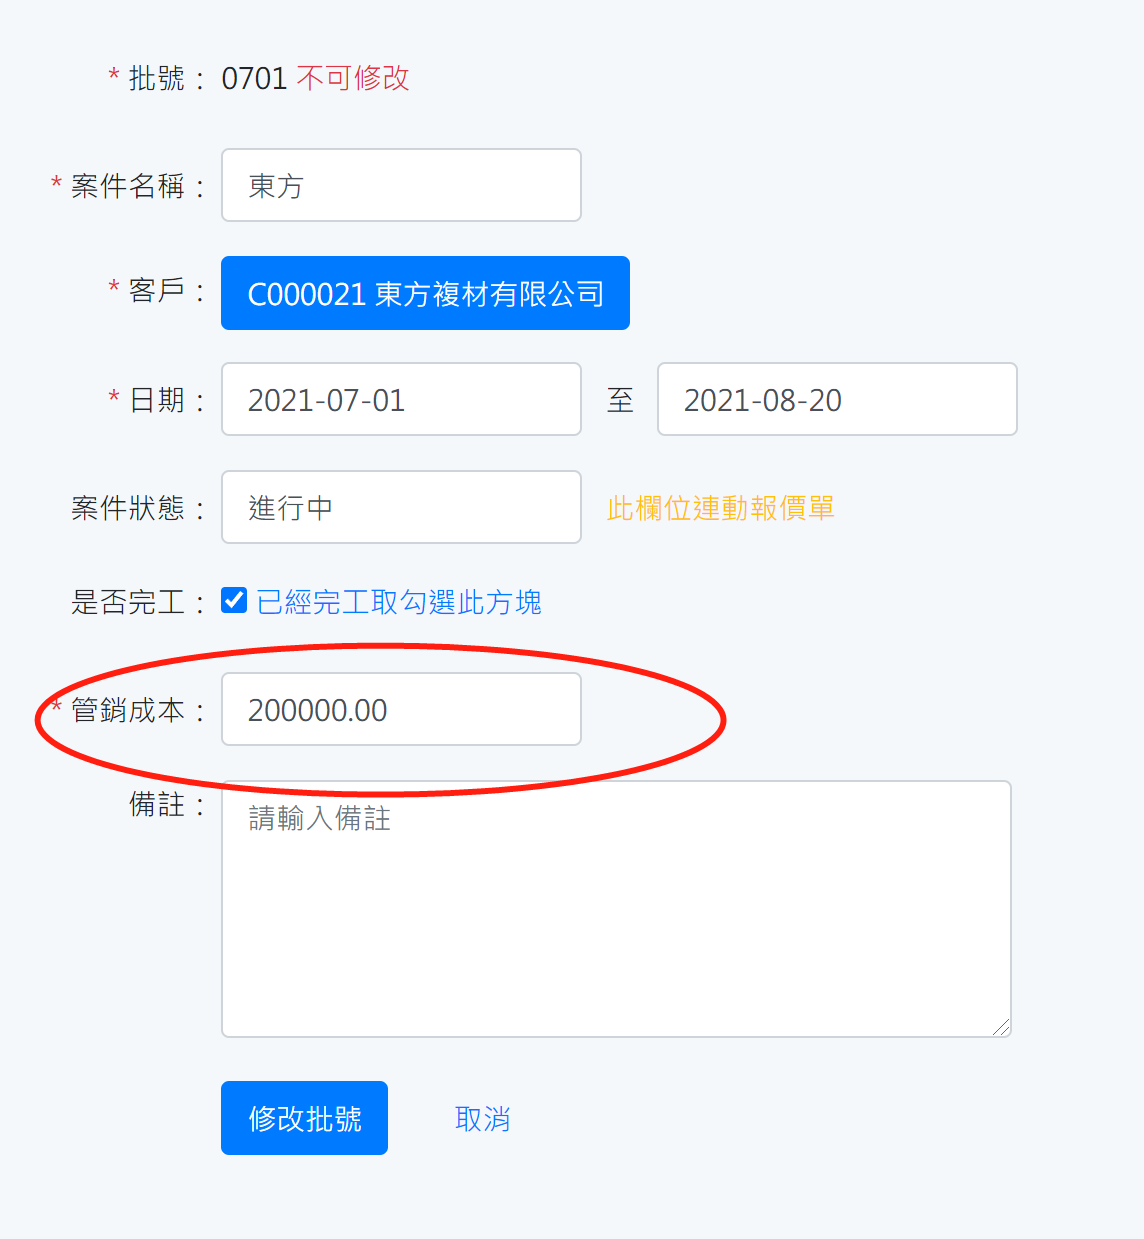 * 批號：0701 不可修改
* 案件名稱：東方
* 客戶：C000021 東方複材有限公司
* 日期：2021-07-01 至 2021-08-20
案件狀態：進行中 此欄位連動報價單
是否完工：已經完工取勾選此方塊
* 管銷成本：200000.00
備註：請輸入備註
修改批號 取消